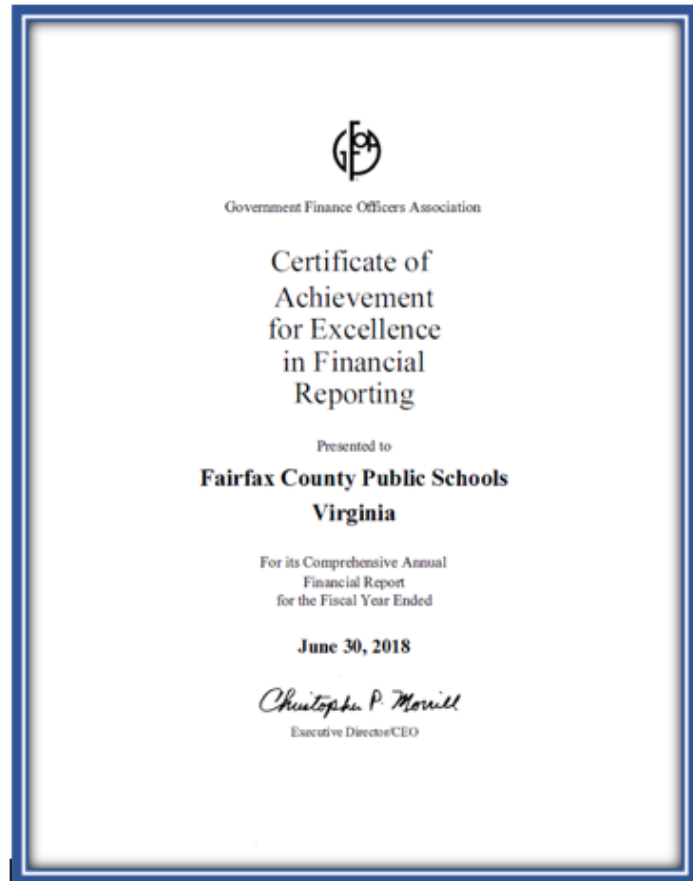 GFOA
Government Finance Officers Association
Certificate of
Achievement
for Excellence
in Financial
Reporting
Presented to
Fairfax County Public Schools
Virginia
For its Comprehensive Annual
Financial Report
for the Fiscal Year Ended
June 30, 2018
Christopher P. Morrill
Executive Director/CEO